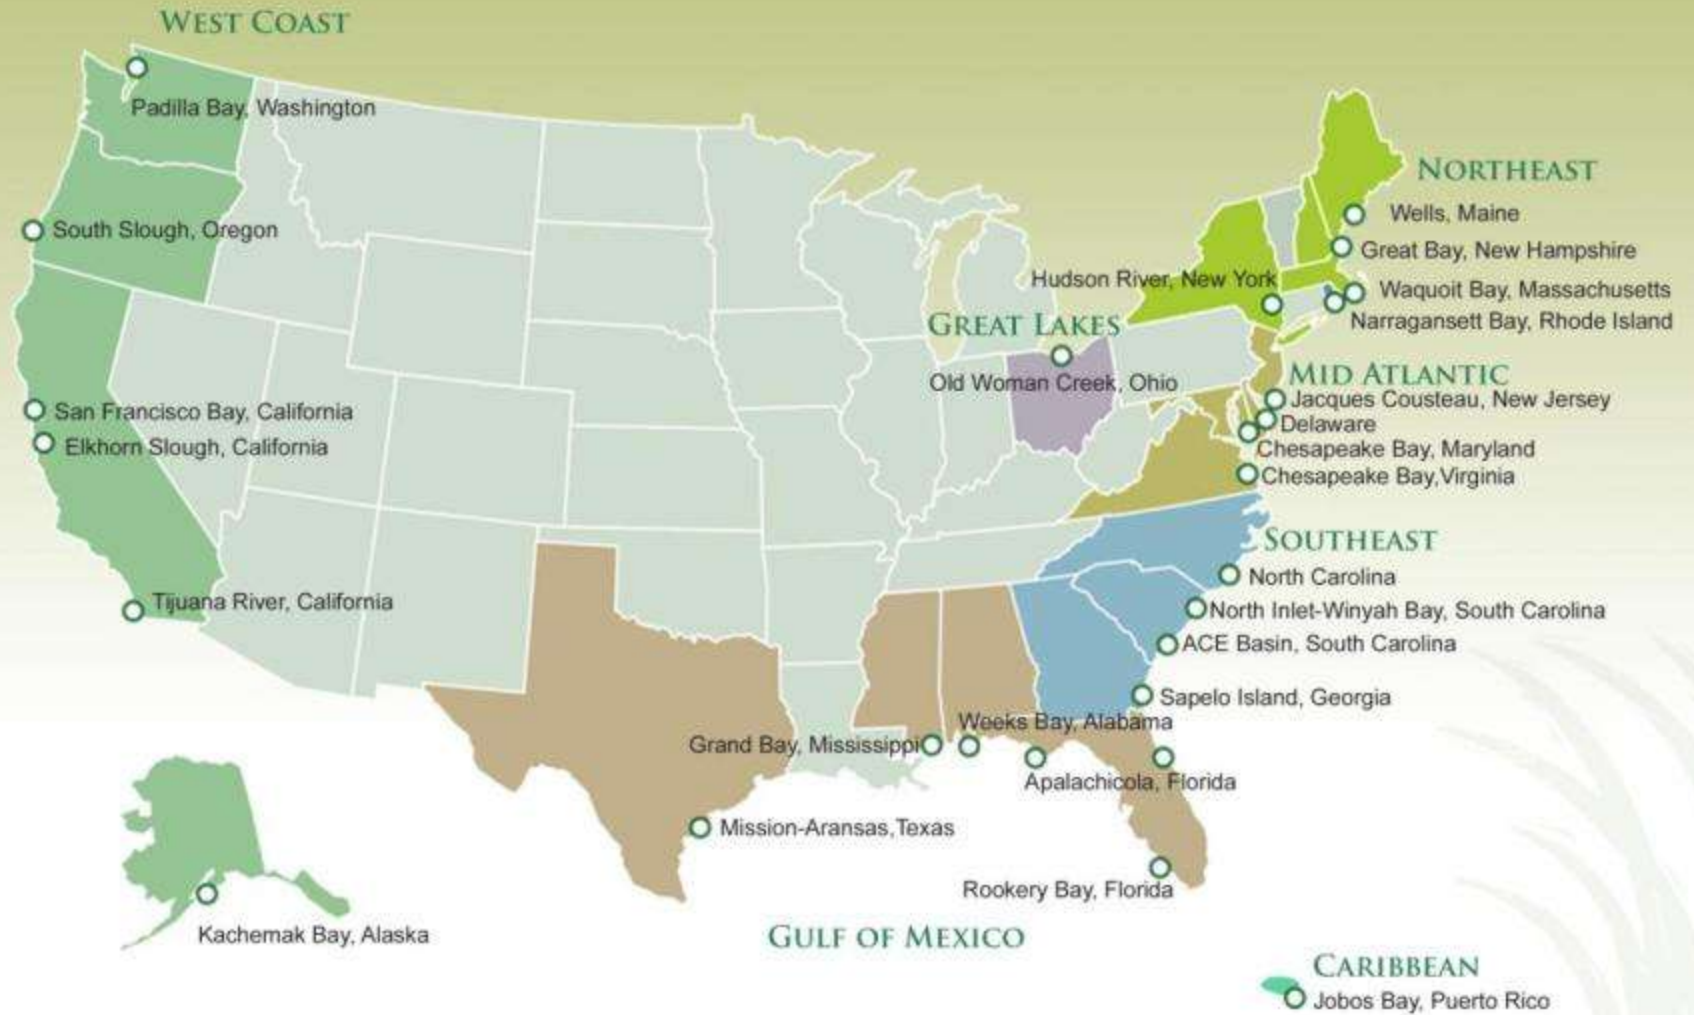 WEST COAST
Padilla Bay, Washington
South Slough, Oregon
San Francisco Bay, California
Elkhorn Slough, California
Tijuana River, California
Kachemak Bay, Alaska
GREAT LAKES
Old Woman Creek, Ohio
NORTHEAST
Wells, Maine
Great Bay, New Hampshire
Hudson River, New York
Waquoit Bay, Massachusetts
Narragansett Bay, Rhode Island
MID ATLANTIC
Jacques Cousteau, New Jersey
Delaware
Chesapeake Bay, Maryland
Chesapeake Bay,Virginia
SOUTHEAST
North Carolina
North Inlet-Winyah Bay, South Carolina
ACE Basin, South Carolina
Sapelo Island, Georgia
Weeks Bay, Alabama
Grand Bay, Mississippi
Apalachicola, Florida
Mission-Aransas,Texas
Rookery Bay, Florida
GULF OF MEXICO
CARIBBEAN
Jobos Bay, Puerto Rico